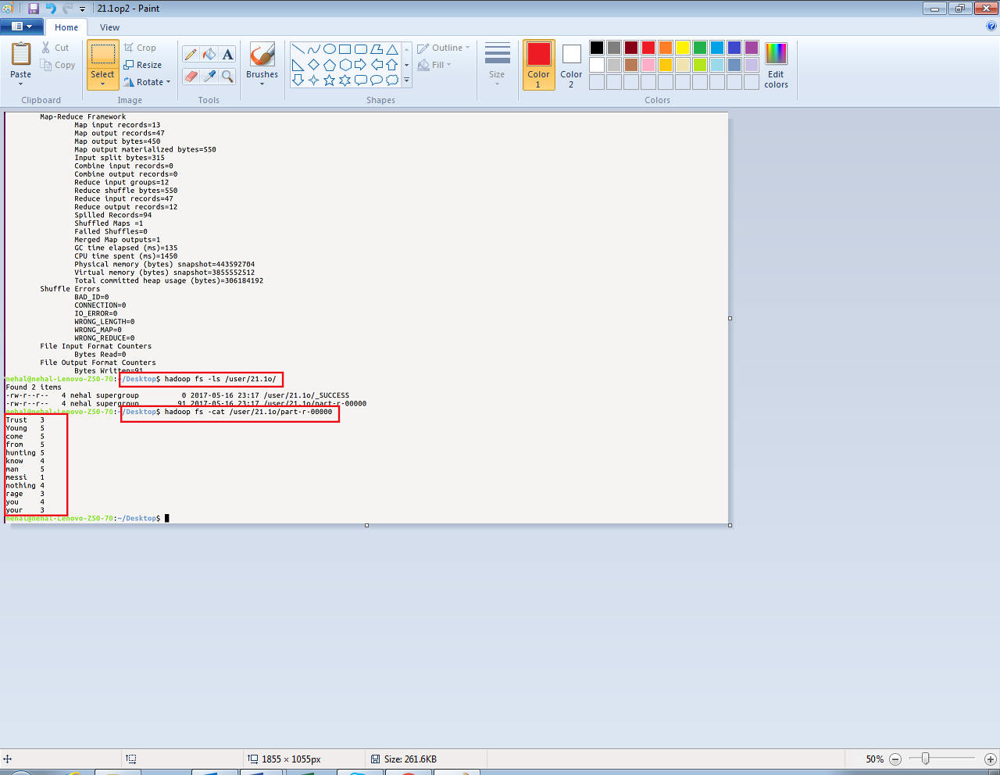 21.1op2 - Paint
Home View
Paste
Cut
Copy
Clipboard
Select
Crop
Resize
Rotate
Image
Tools
Brushes
Shapes
Outline
Fill
Size
Color 1
Color 2
Edit colors
Colors
Map-Reduce Framework
Map input records=13
Map output records=47
Map output bytes=450
Map output materialized bytes=550
Input split bytes=315
Combine input records=0
Combine output records=0
Reduce input groups=12
Reduce shuffle bytes=550
Reduce input records=47
Reduce output records=12
Spilled Records=94
Shuffled Maps =1
Failed Shuffles=0
Merged Map outputs=1
GC time elapsed (ms)=135
CPU time spent (ms)=1450
Physical memory (bytes) snapshot=443592704
Virtual memory (bytes) snapshot=3855552512
Total committed heap usage (bytes)=306184192
Shuffle Errors
BAD_ID=0
CONNECTION=0
IO_ERROR=0
WRONG_LENGTH=0
WRONG_MAP=0
WRONG_REDUCE=0
File Input Format Counters
Bytes Read=0
File Output Format Counters
Bytes Written=91
nehal@nehal-Lenovo-Z50-70:~/Desktop$ hadoop fs -ls /user/21.1o/
Found 2 items
-rw-r--r-- 4 nehal supergroup 0 2017-05-16 23:17 /user/21.1o/_SUCCESS
-rw-r--r-- 4 nehal supergroup 91 2017-05-16 23:17 /user/21.1o/part-r-00000
nehal@nehal-Lenovo-Z50-70:~/Desktop$ hadoop fs -cat /user/21.1o/part-r-00000
Trust 3
Young 5
come 5
from 5
hunting 5
know 4
man 5
messi 1
nothing 4
rage 3
you 4
your 3
nehal@nehal-Lenovo-Z50-70:~/Desktop$
1855 × 1055px Size: 261.6KB 50%